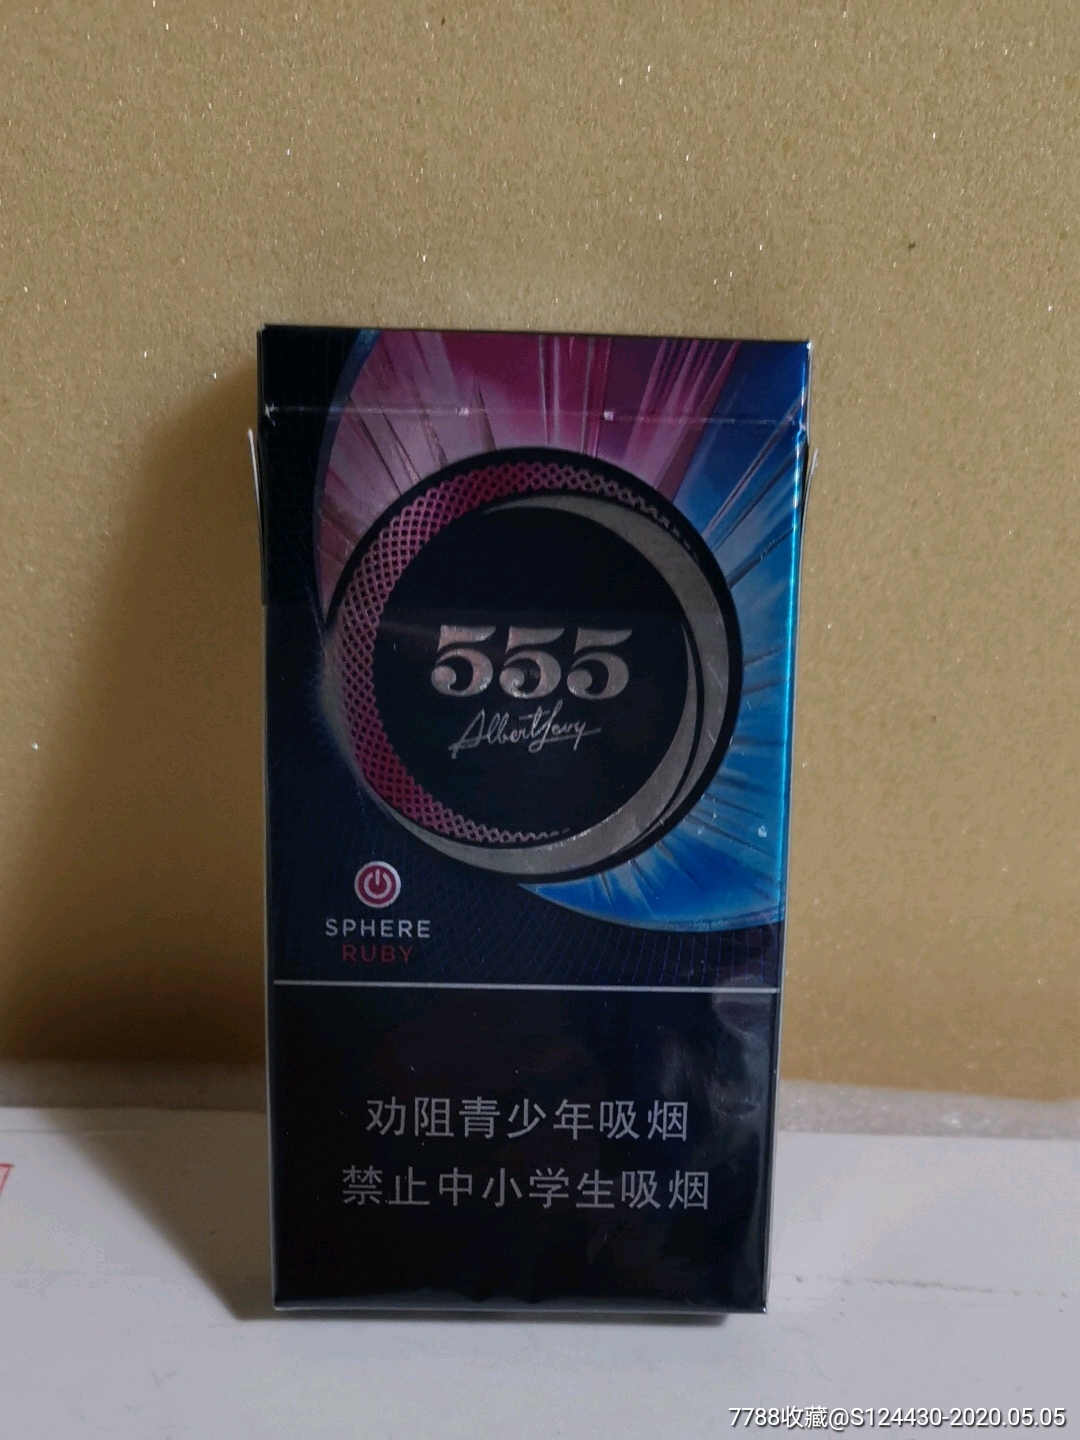 555
Albert Levy
SPHERE
RUBY
劝阻青少年吸烟
禁止中小学生吸烟
7788收藏@S124430-2020.05.05